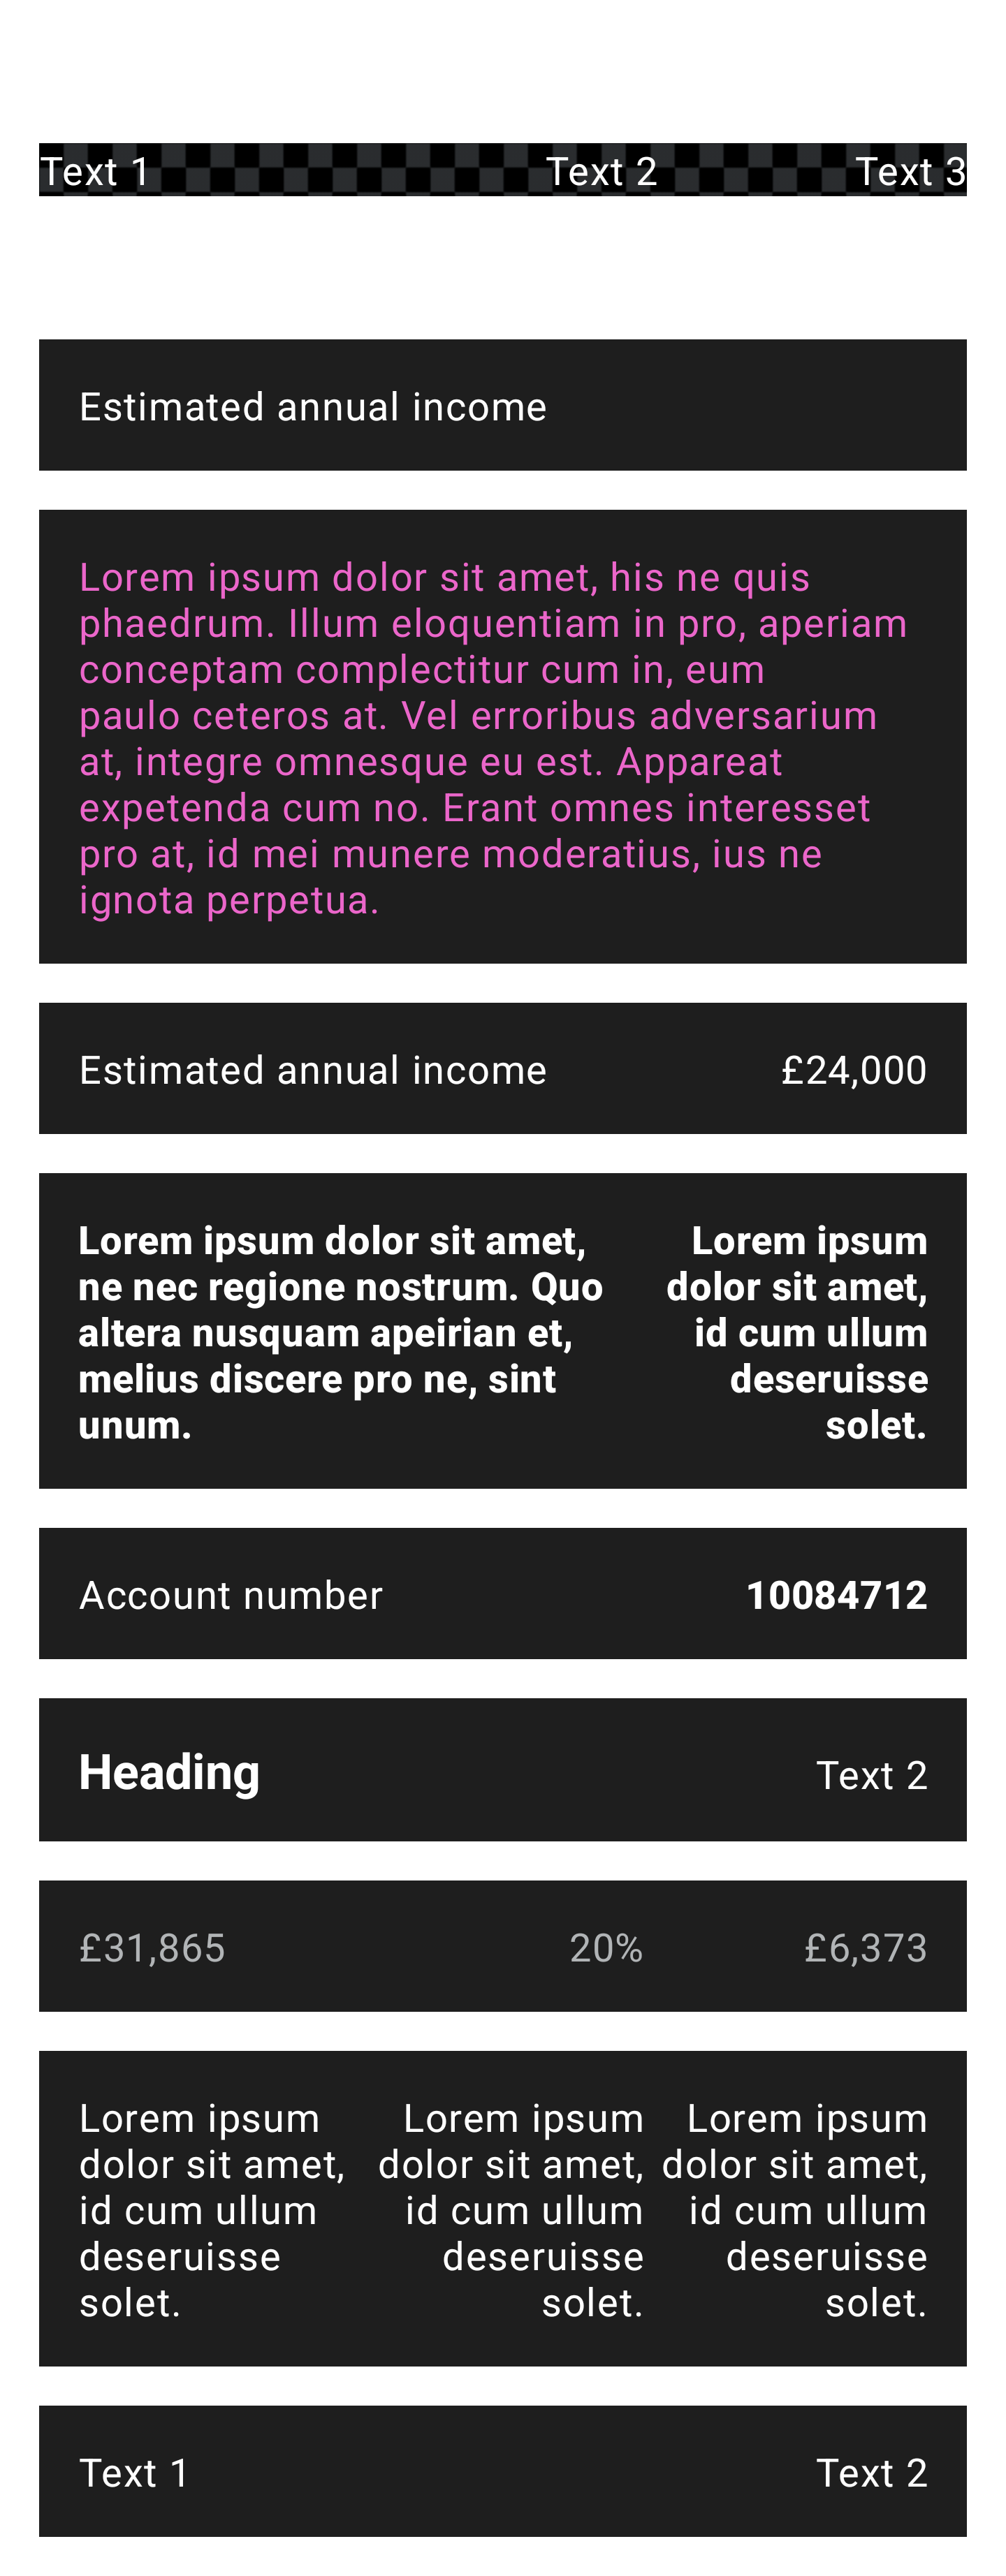 Text 1 Text 2 Text 3
Estimated annual income
Lorem ipsum dolor sit amet, his ne quis
phaedrum. Illum eloquentiam in pro, aperiam
conceptam complectitur cum in, eum
paulo ceteros at. Vel erroribus adversarium
at, integre omnesque eu est. Appareat
expetenda cum no. Erant omnes interesset
pro at, id mei munere moderatius, ius ne
ignota perpetua.
Estimated annual income £24,000
Lorem ipsum dolor sit amet,
ne nec regione nostrum. Quo
altera nusquam apeirian et,
melius discere pro ne, sint
unum.
Lorem ipsum
dolor sit amet,
id cum ullum
deseruisse
solet.
Account number 10084712
Heading Text 2
£31,865 20% £6,373
Lorem ipsum
dolor sit amet,
id cum ullum
deseruisse
solet.
Lorem ipsum
dolor sit amet,
id cum ullum
deseruisse
solet.
Lorem ipsum
dolor sit amet,
id cum ullum
deseruisse
solet.
Text 1 Text 2